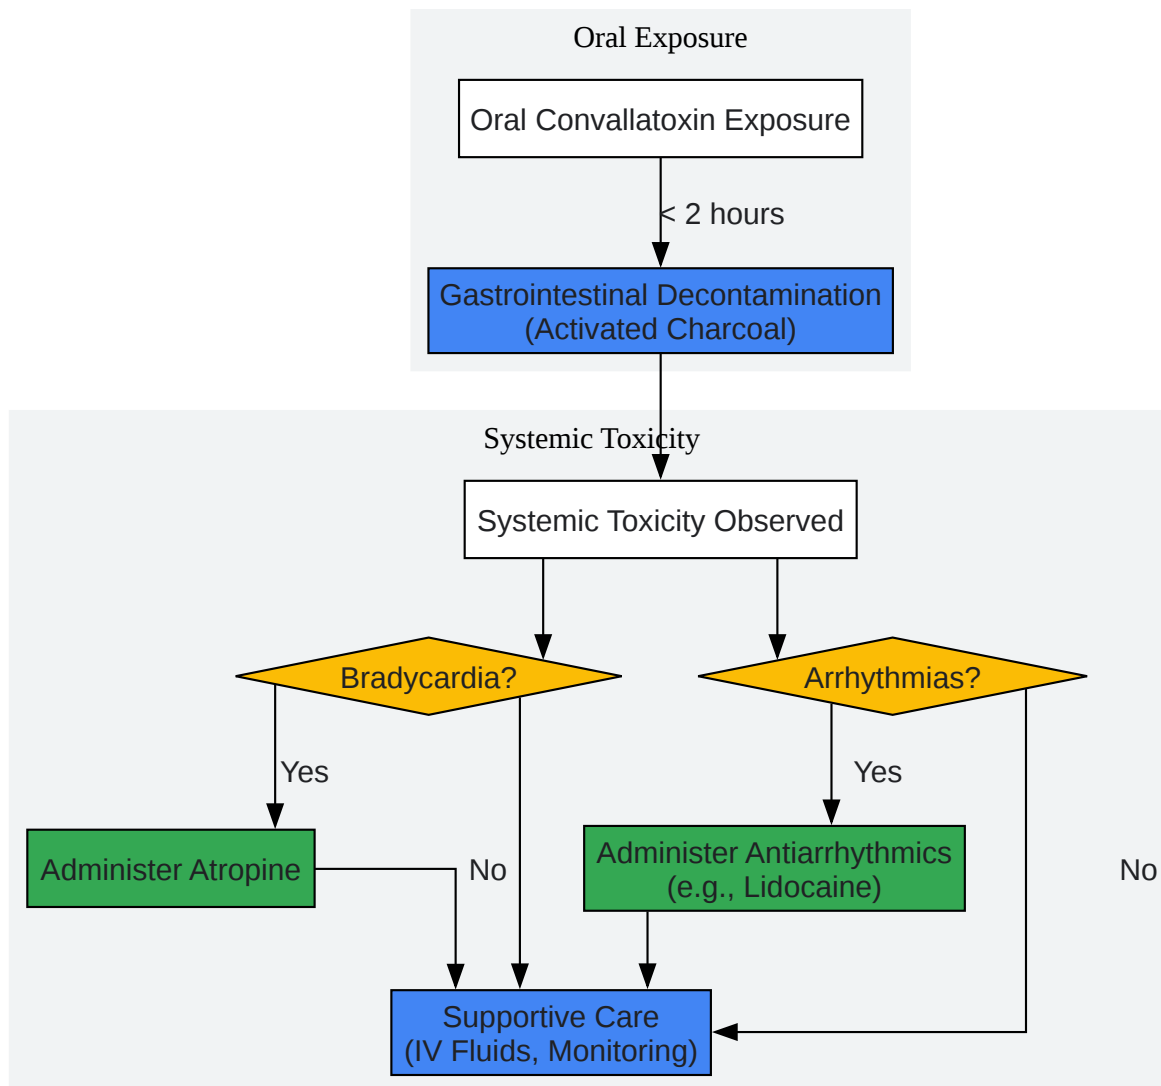 Oral Exposure
Oral Convallatoxin Exposure
< 2 hours
Gastrointestinal Decontamination
(Activated Charcoal)
Systemic Toxicity
Systemic Toxicity Observed
Bradycardia?
Arrhythmias?
Yes
Yes
Administer Atropine
No
Administer Antiarrhythmics
(e.g., Lidocaine)
No
Supportive Care
(IV Fluids, Monitoring)